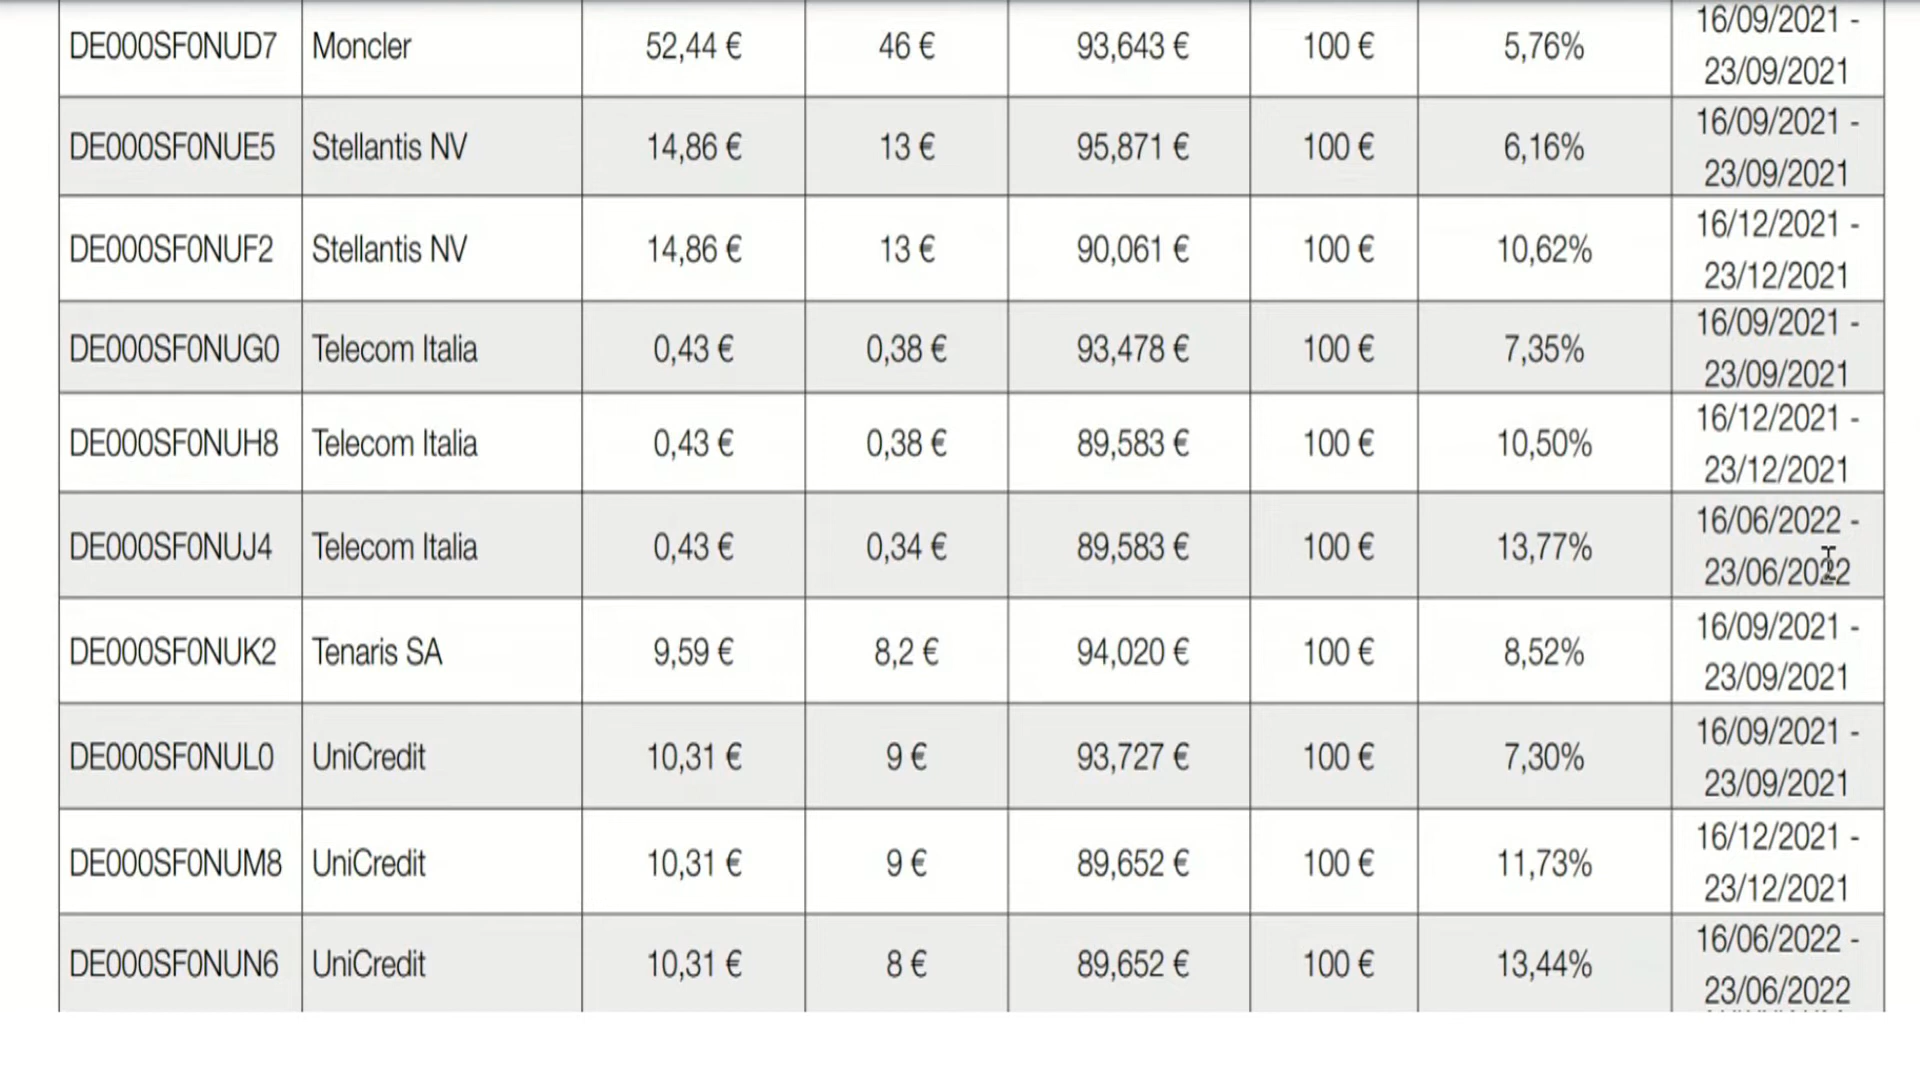 DE000SF0NUD7 Moncler 52,44 € 46 € 93,643 € 100 € 5,76% 16/09/2021 -
23/09/2021
DE000SF0NUE5 Stellantis NV 14,86 € 13 € 95,871 € 100 € 6,16% 16/09/2021 -
23/09/2021
DE000SF0NUF2 Stellantis NV 14,86 € 13 € 90,061 € 100 € 10,62% 16/12/2021 -
23/12/2021
DE000SF0NUG0 Telecom Italia 0,43 € 0,38 € 93,478 € 100 € 7,35% 16/09/2021 -
23/09/2021
DE000SF0NUH8 Telecom Italia 0,43 € 0,38 € 89,583 € 100 € 10,50% 16/12/2021 -
23/12/2021
DE000SF0NUJ4 Telecom Italia 0,43 € 0,34 € 89,583 € 100 € 13,77% 16/06/2022 -
23/06/2022
DE000SF0NUK2 Tenaris SA 9,59 € 8,2 € 94,020 € 100 € 8,52% 16/09/2021 -
23/09/2021
DE000SF0NUL0 UniCredit 10,31 € 9 € 93,727 € 100 € 7,30% 16/09/2021 -
23/09/2021
DE000SF0NUM8 UniCredit 10,31 € 9 € 89,652 € 100 € 11,73% 16/12/2021 -
23/12/2021
DE000SF0NUN6 UniCredit 10,31 € 8 € 89,652 € 100 € 13,44% 16/06/2022 -
23/06/2022